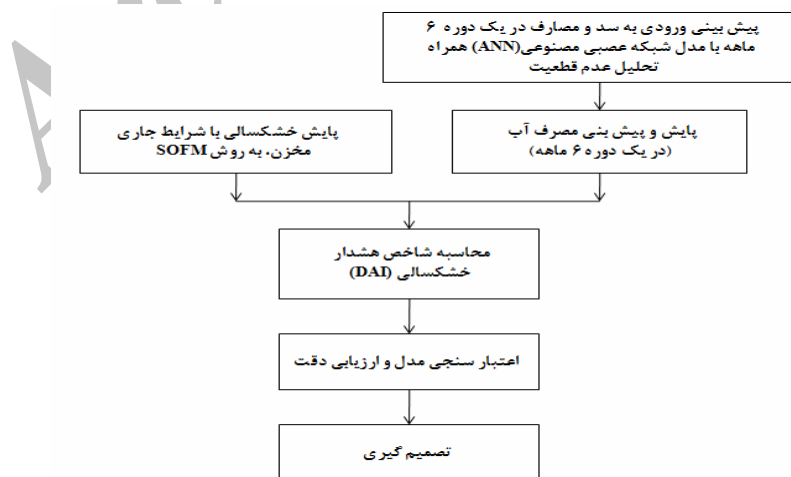 پیش بینی ورودی به سد و مصارف در یک دوره ۶
ماهه با مدل شبکه عصبی مصنوعی(ANN) همراه
تحلیل عدم قطعیت
پایش و پیش بنی مصرف آب
(در یک دوره ۶ ماهه)
پایش خشکسالی با شرایط جاری
مخزن، به روش SOFM
محاسبه شاخص هشدار
خشکسالی (DAI)
اعتبار سنجی مدل و ارزیابی دقت
تصمیم گیری